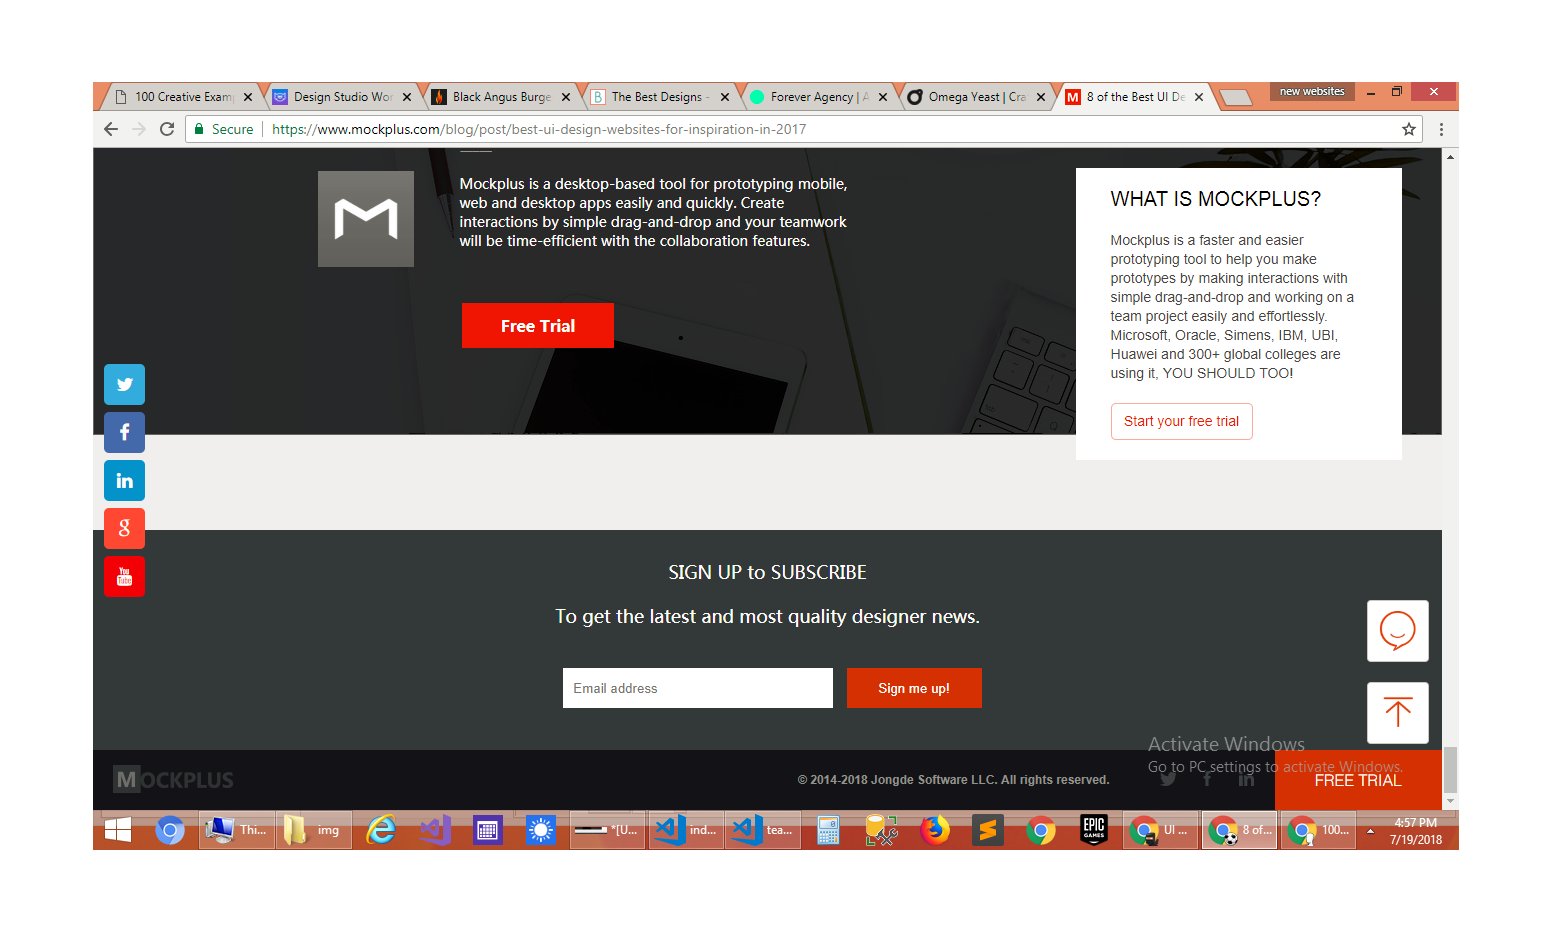 100 Creative Exam
Design Studio Wor
Black Angus Burge
The Best Designs -
Forever Agency | A
Omega Yeast | Cra
8 of the Best UI De
new websites
Secure
https://www.mockplus.com/blog/post/best-ui-design-websites-for-inspiration-in-2017
Mockplus is a desktop-based tool for prototyping mobile,
web and desktop apps easily and quickly. Create
interactions by simple drag-and-drop and your teamwork
will be time-efficient with the collaboration features.
Free Trial
WHAT IS MOCKPLUS?
Mockplus is a faster and easier
prototyping tool to help you make
prototypes by making interactions with
simple drag-and-drop and working on a
team project easily and effortlessly.
Microsoft, Oracle, Simens, IBM, UBI,
Huawei and 300+ global colleges are
using it, YOU SHOULD TOO!
Start your free trial
You
Tube
SIGN UP to SUBSCRIBE
To get the latest and most quality designer news.
Email address
Sign me up!
Activate Windows
Go to PC settings to activate Windows.
MOCKPLUS
© 2014-2018 Jongde Software LLC. All rights reserved.
FREE TRIAL
Thi...
img
*[U...
ind...
tea...
EPIC
GAMES
UI ...
8 of...
100...
4:57 PM
7/19/2018